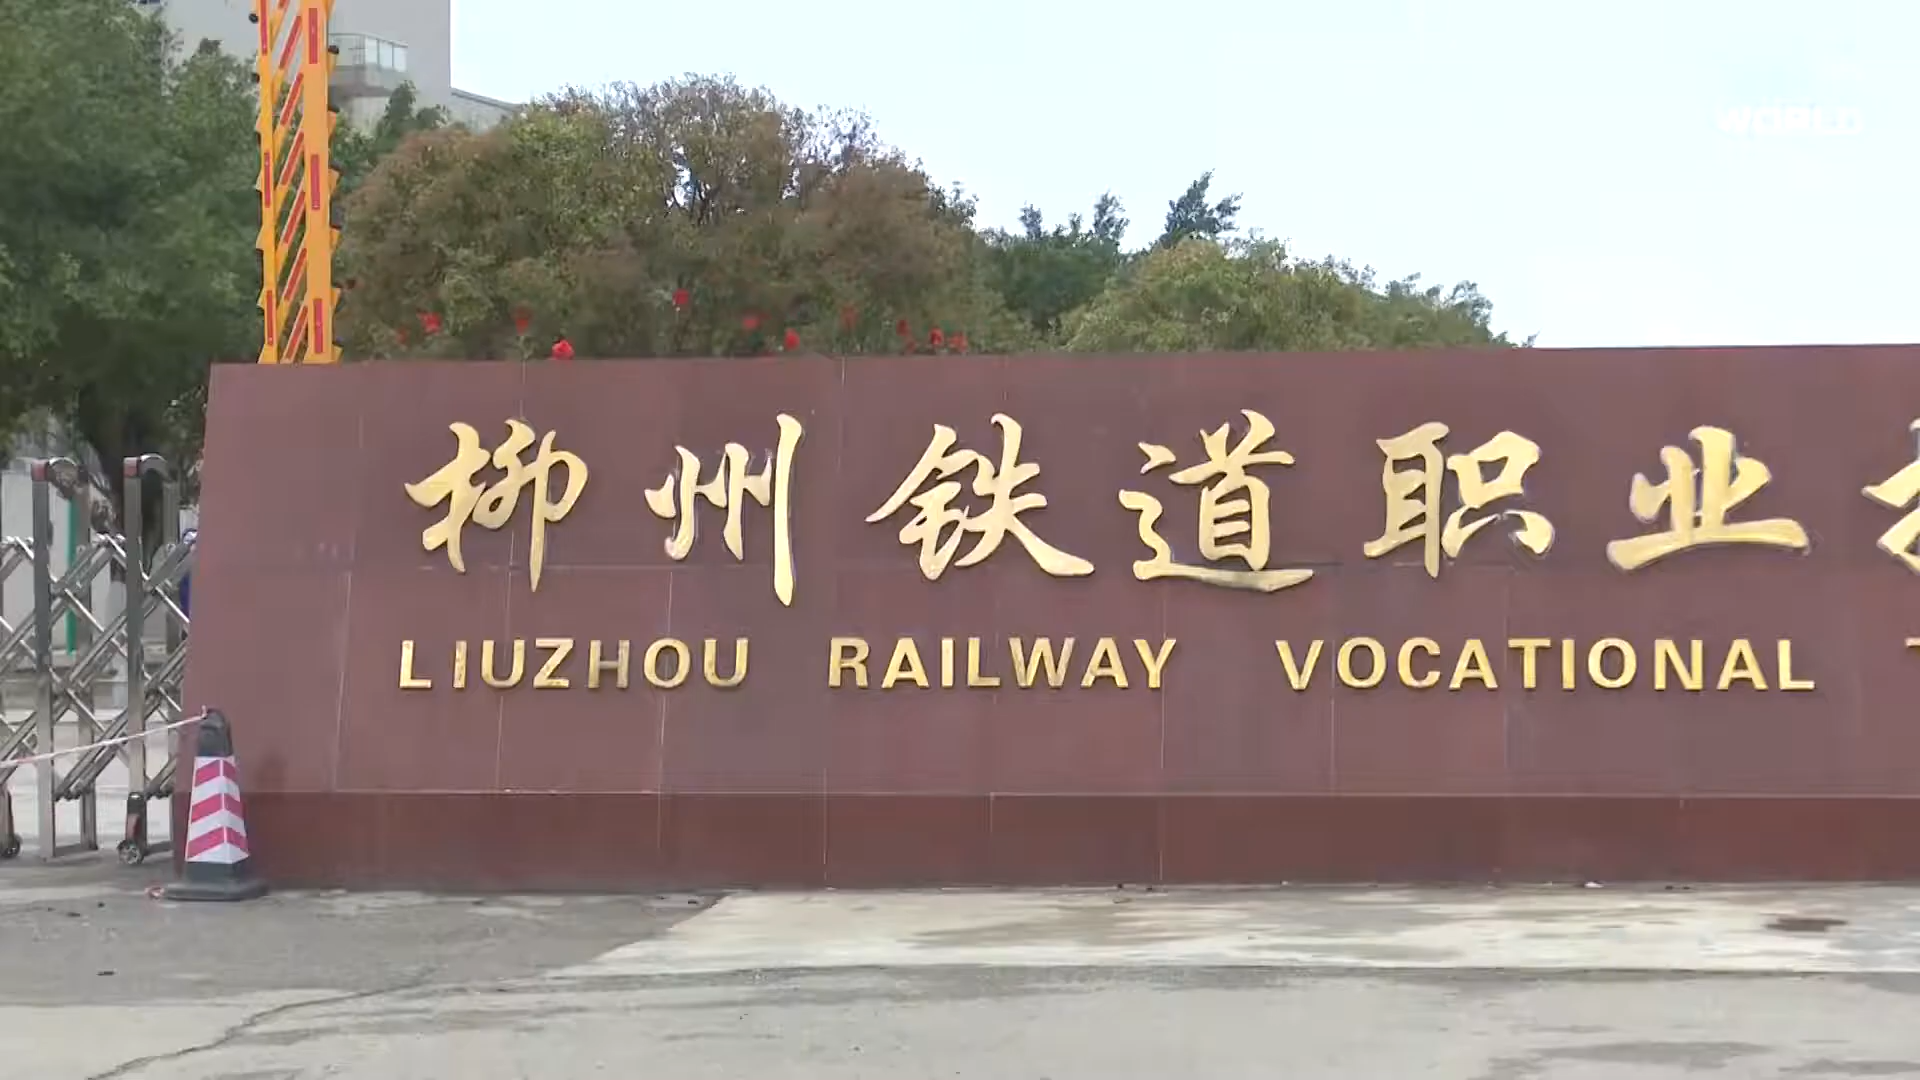 WORLD
柳州铁道职业
LIUZHOU RAILWAY VOCATIONAL